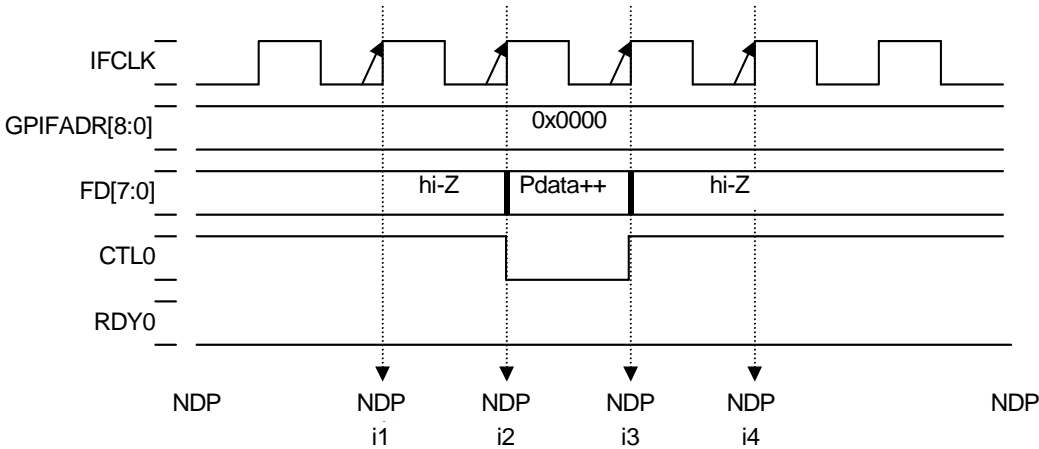 IFCLK
GPIFADR[8:0]
0x0000
FD[7:0]
hi-Z
Pdata++
hi-Z
CTL0
RDY0
NDP NDP NDP NDP NDP NDP
i1 i2 i3 i4